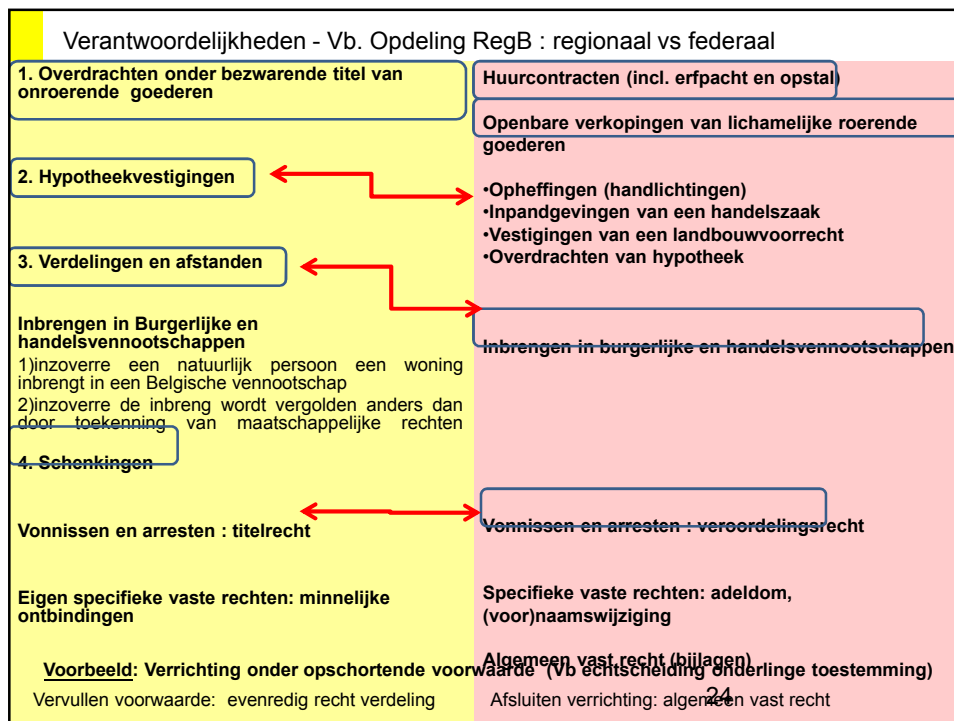 Verantwoordelijkheden - Vb. Opdeling RegB : regionaal vs federaal
1. Overdrachten onder bezwarende titel van
onroerende goederen
2. Hypotheekvestigingen
3. Verdelingen en afstanden
Inbrengen in Burgerlijke en
handelsvennootschappen
1)inzoverre een natuurlijk persoon een woning
inbrengt in een Belgische vennootschap
2)inzoverre de inbreng wordt vergolden anders dan
door toekenning van maatschappelijke rechten
4. Schenkingen
Vonnissen en arresten : titelrecht
Eigen specifieke vaste rechten: minnelijke
ontbindingen
Huurcontracten (incl. erfpacht en opstal)
Openbare verkopingen van lichamelijke roerende
goederen
•Opheffingen (handlichtingen)
•Inpandgevingen van een handelszaak
•Vestigingen van een landbouwvoorrecht
•Overdrachten van hypotheek
Inbrengen in burgerlijke en handelsvennootschappen
Vonnissen en arresten : veroordelingsrecht
Specifieke vaste rechten: adeldom,
(voor)naamswijziging
Algemeen vast recht (bijlagen)
Voorbeeld: Verrichting onder opschortende voorwaarde (Vb echtscheiding onderlinge toestemming)
Vervullen voorwaarde: evenredig recht verdeling
Afsluiten verrichting: algemeen vast recht
24